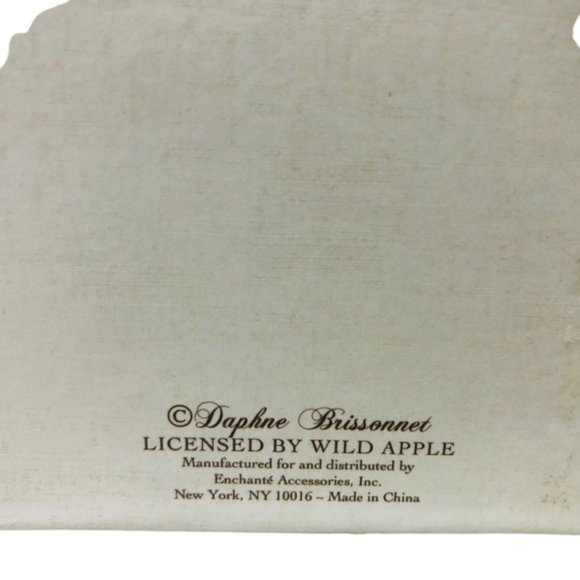 ©Daphne Brissonnet
LICENSED BY WILD APPLE
Manufactured for and distributed by
Enchanté Accessories, Inc.
New York, NY 10016 ~ Made in China